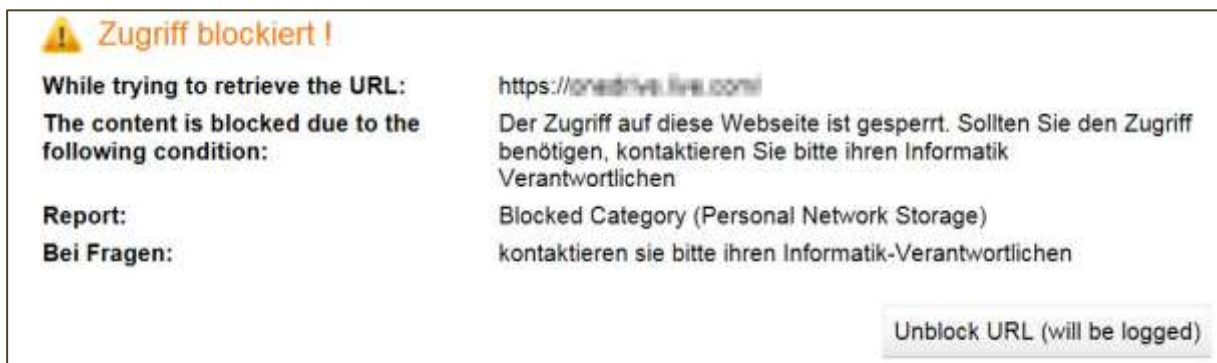 Zugriff blockiert !
While trying to retrieve the URL: https://
The content is blocked due to the Der Zugriff auf diese Webseite ist gesperrt. Sollten Sie den Zugriff
following condition: benötigen, kontaktieren Sie bitte ihren Informatik
Verantwortlichen
Report: Blocked Category (Personal Network Storage)
Bei Fragen: kontaktieren sie bitte ihren Informatik-Verantwortlichen
Unblock URL (will be logged)